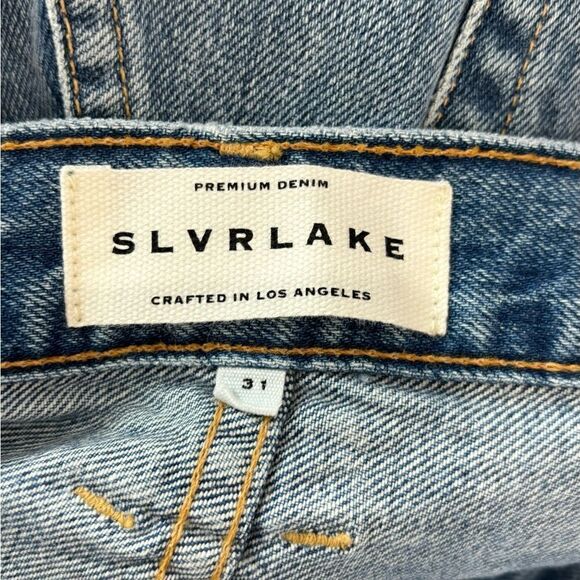 PREMIUM DENIM
SLVRLAKE
CRAFTED IN LOS ANGELES
31